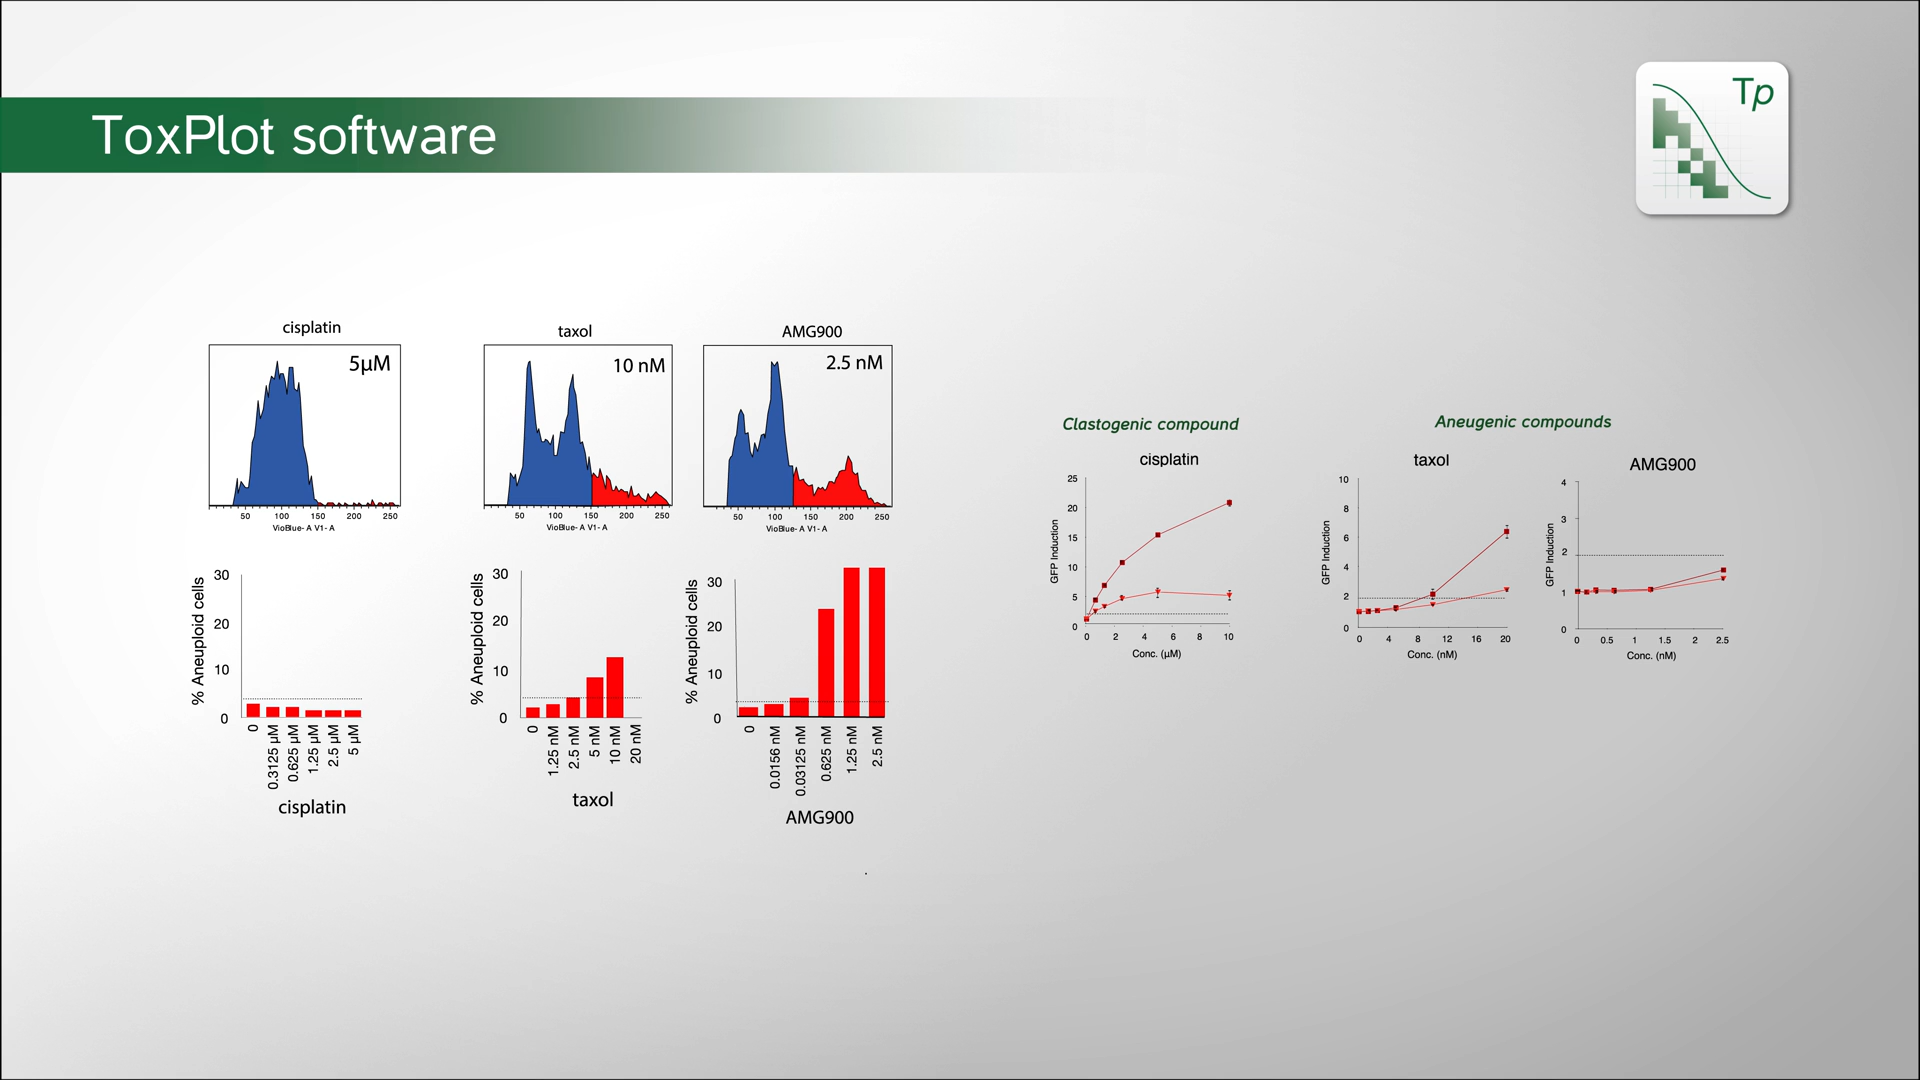 ToxPlot software
Tp
cisplatin
5µM
50 100 150 200 250
VioBlue- A V1- A
taxol
10 nM
50 100 150 200 250
VioBlue- A V1- A
AMG900
2.5 nM
50 100 150 200 250
VioBlue- A V1- A
% Aneuploid cells
30
20
10
0
0
0.3125 µM
0.625 µM
1.25 µM
2.5 µM
5 µM
cisplatin
% Aneuploid cells
30
20
10
0
0
1.25 nM
2.5 nM
5 nM
10 nM
20 nM
taxol
% Aneuploid cells
30
20
10
0
0
0.0156 nM
0.03125 nM
0.625 nM
1.25 nM
2.5 nM
AMG900
Clastogenic compound
cisplatin
GFP Induction
25
20
15
10
5
0
0 2 4 6 8 10
Conc. (µM)
Aneugenic compounds
taxol
GFP Induction
10
8
6
4
2
0
0 4 8 12 16 20
Conc. (nM)
AMG900
GFP Induction
4
3
2
1
0
0 0.5 1 1.5 2 2.5
Conc. (nM)